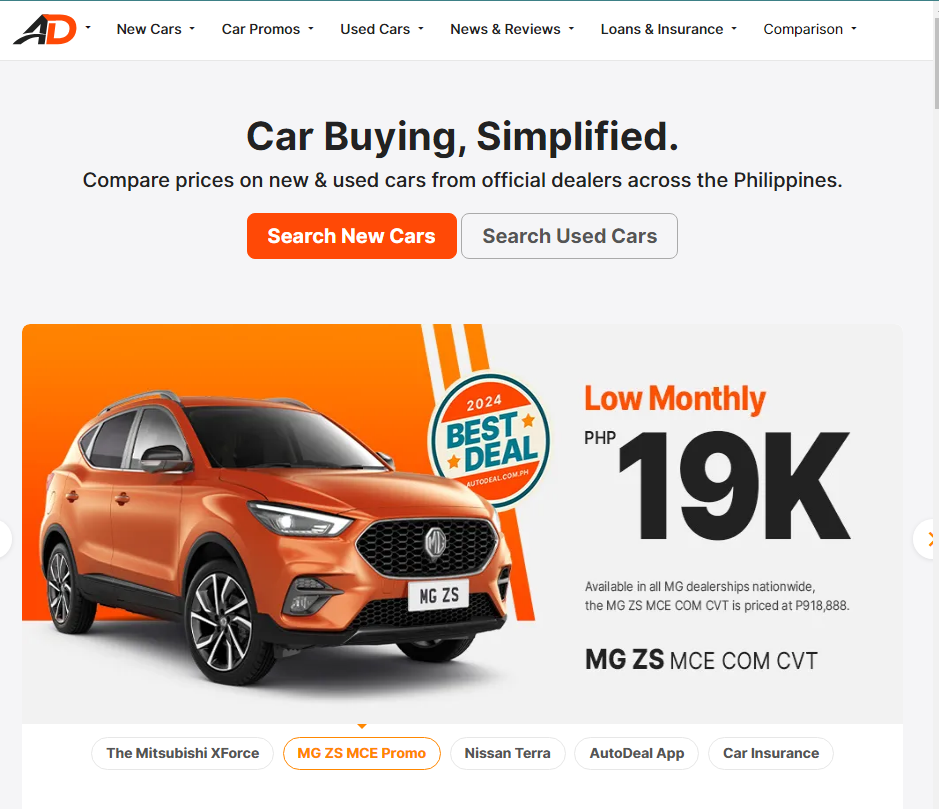 AD
New Cars
Car Promos
Used Cars
News & Reviews
Loans & Insurance
Comparison
Car Buying, Simplified.
Compare prices on new & used cars from official dealers across the Philippines.
Search New Cars
Search Used Cars
2024
BEST
DEAL
AUTODEAL.COM.PH
MG
MG ZS
Low Monthly
PHP 19K
Available in all MG dealerships nationwide,
the MG ZS MCE COM CVT is priced at P918,888.
MG ZS MCE COM CVT
The Mitsubishi XForce
MG ZS MCE Promo
Nissan Terra
AutoDeal App
Car Insurance